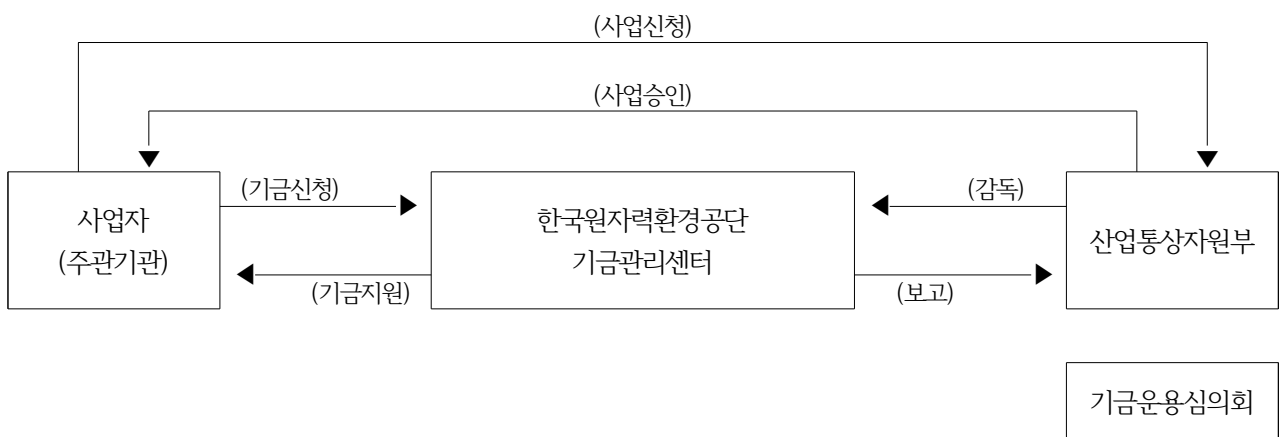 (사업신청)
(사업승인)
(기금신청)
(감독)
사업자
(주관기관)
한국원자력환경공단
기금관리센터
산업통상자원부
(기금지원)
(보고)
기금운용심의회